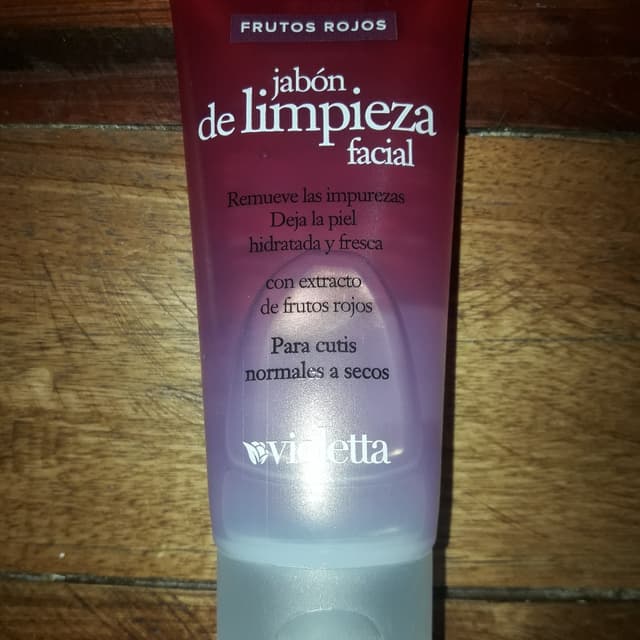 FRUTOS ROJOS
jabón
de limpieza
facial
Remueve las impurezas
Deja la piel
hidratada y fresca
con extracto
de frutos rojos
Para cutis
normales a secos
violetta